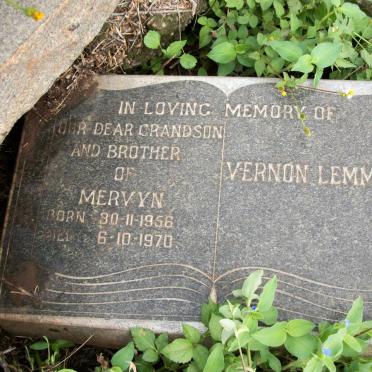 IN LOVING MEMORY OF
OUR DEAR GRANDSON
AND BROTHER
OF
MERVYN
BORN 30-11-1956
DIED 6-10-1970
VERNON LEMM